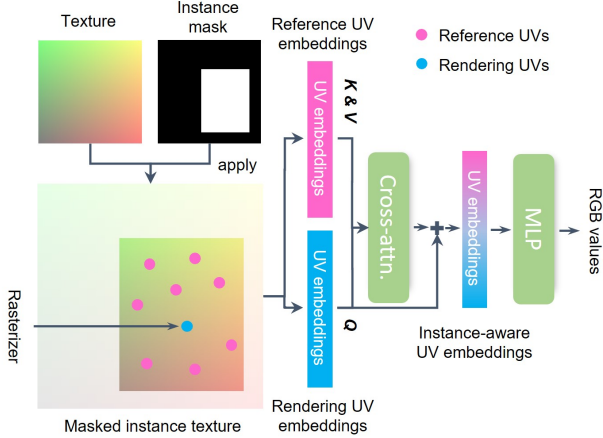 Texture
Instance
mask
Reference UV
embeddings
Reference UVs
Rendering UVs
apply
UV embeddings
K & V
Cross-attn.
UV embeddings
MLP
RGB values
Rasterizer
UV embeddings
Q
Instance-aware
UV embeddings
Masked instance texture
Rendering UV
embeddings